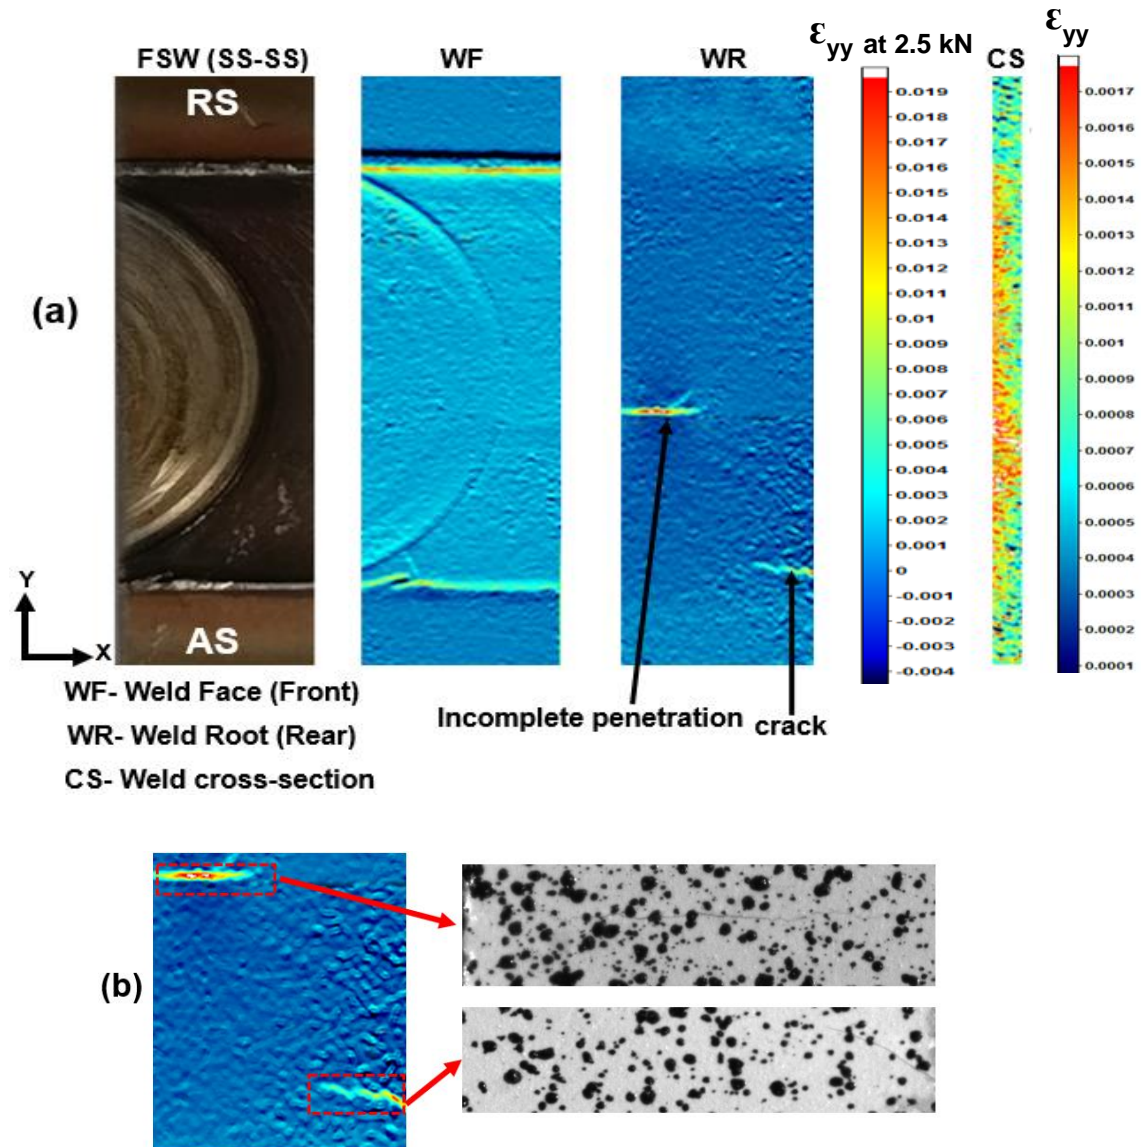 FSW (SS-SS)
WF
WR
εyy at 2.5 kN
CS
εyy
RS
(a)
AS
Y
X
0.019
0.018
0.017
0.016
0.015
0.014
0.013
0.012
0.011
0.01
0.009
0.008
0.007
0.006
0.005
0.004
0.003
0.002
0.001
0
-0.001
-0.002
-0.003
-0.004
0.0017
0.0016
0.0015
0.0014
0.0013
0.0012
0.0011
0.001
0.0009
0.0008
0.0007
0.0006
0.0005
0.0004
0.0003
0.0002
0.0001
WF- Weld Face (Front)
WR- Weld Root (Rear)
CS- Weld cross-section
Incomplete penetration
crack
(b)